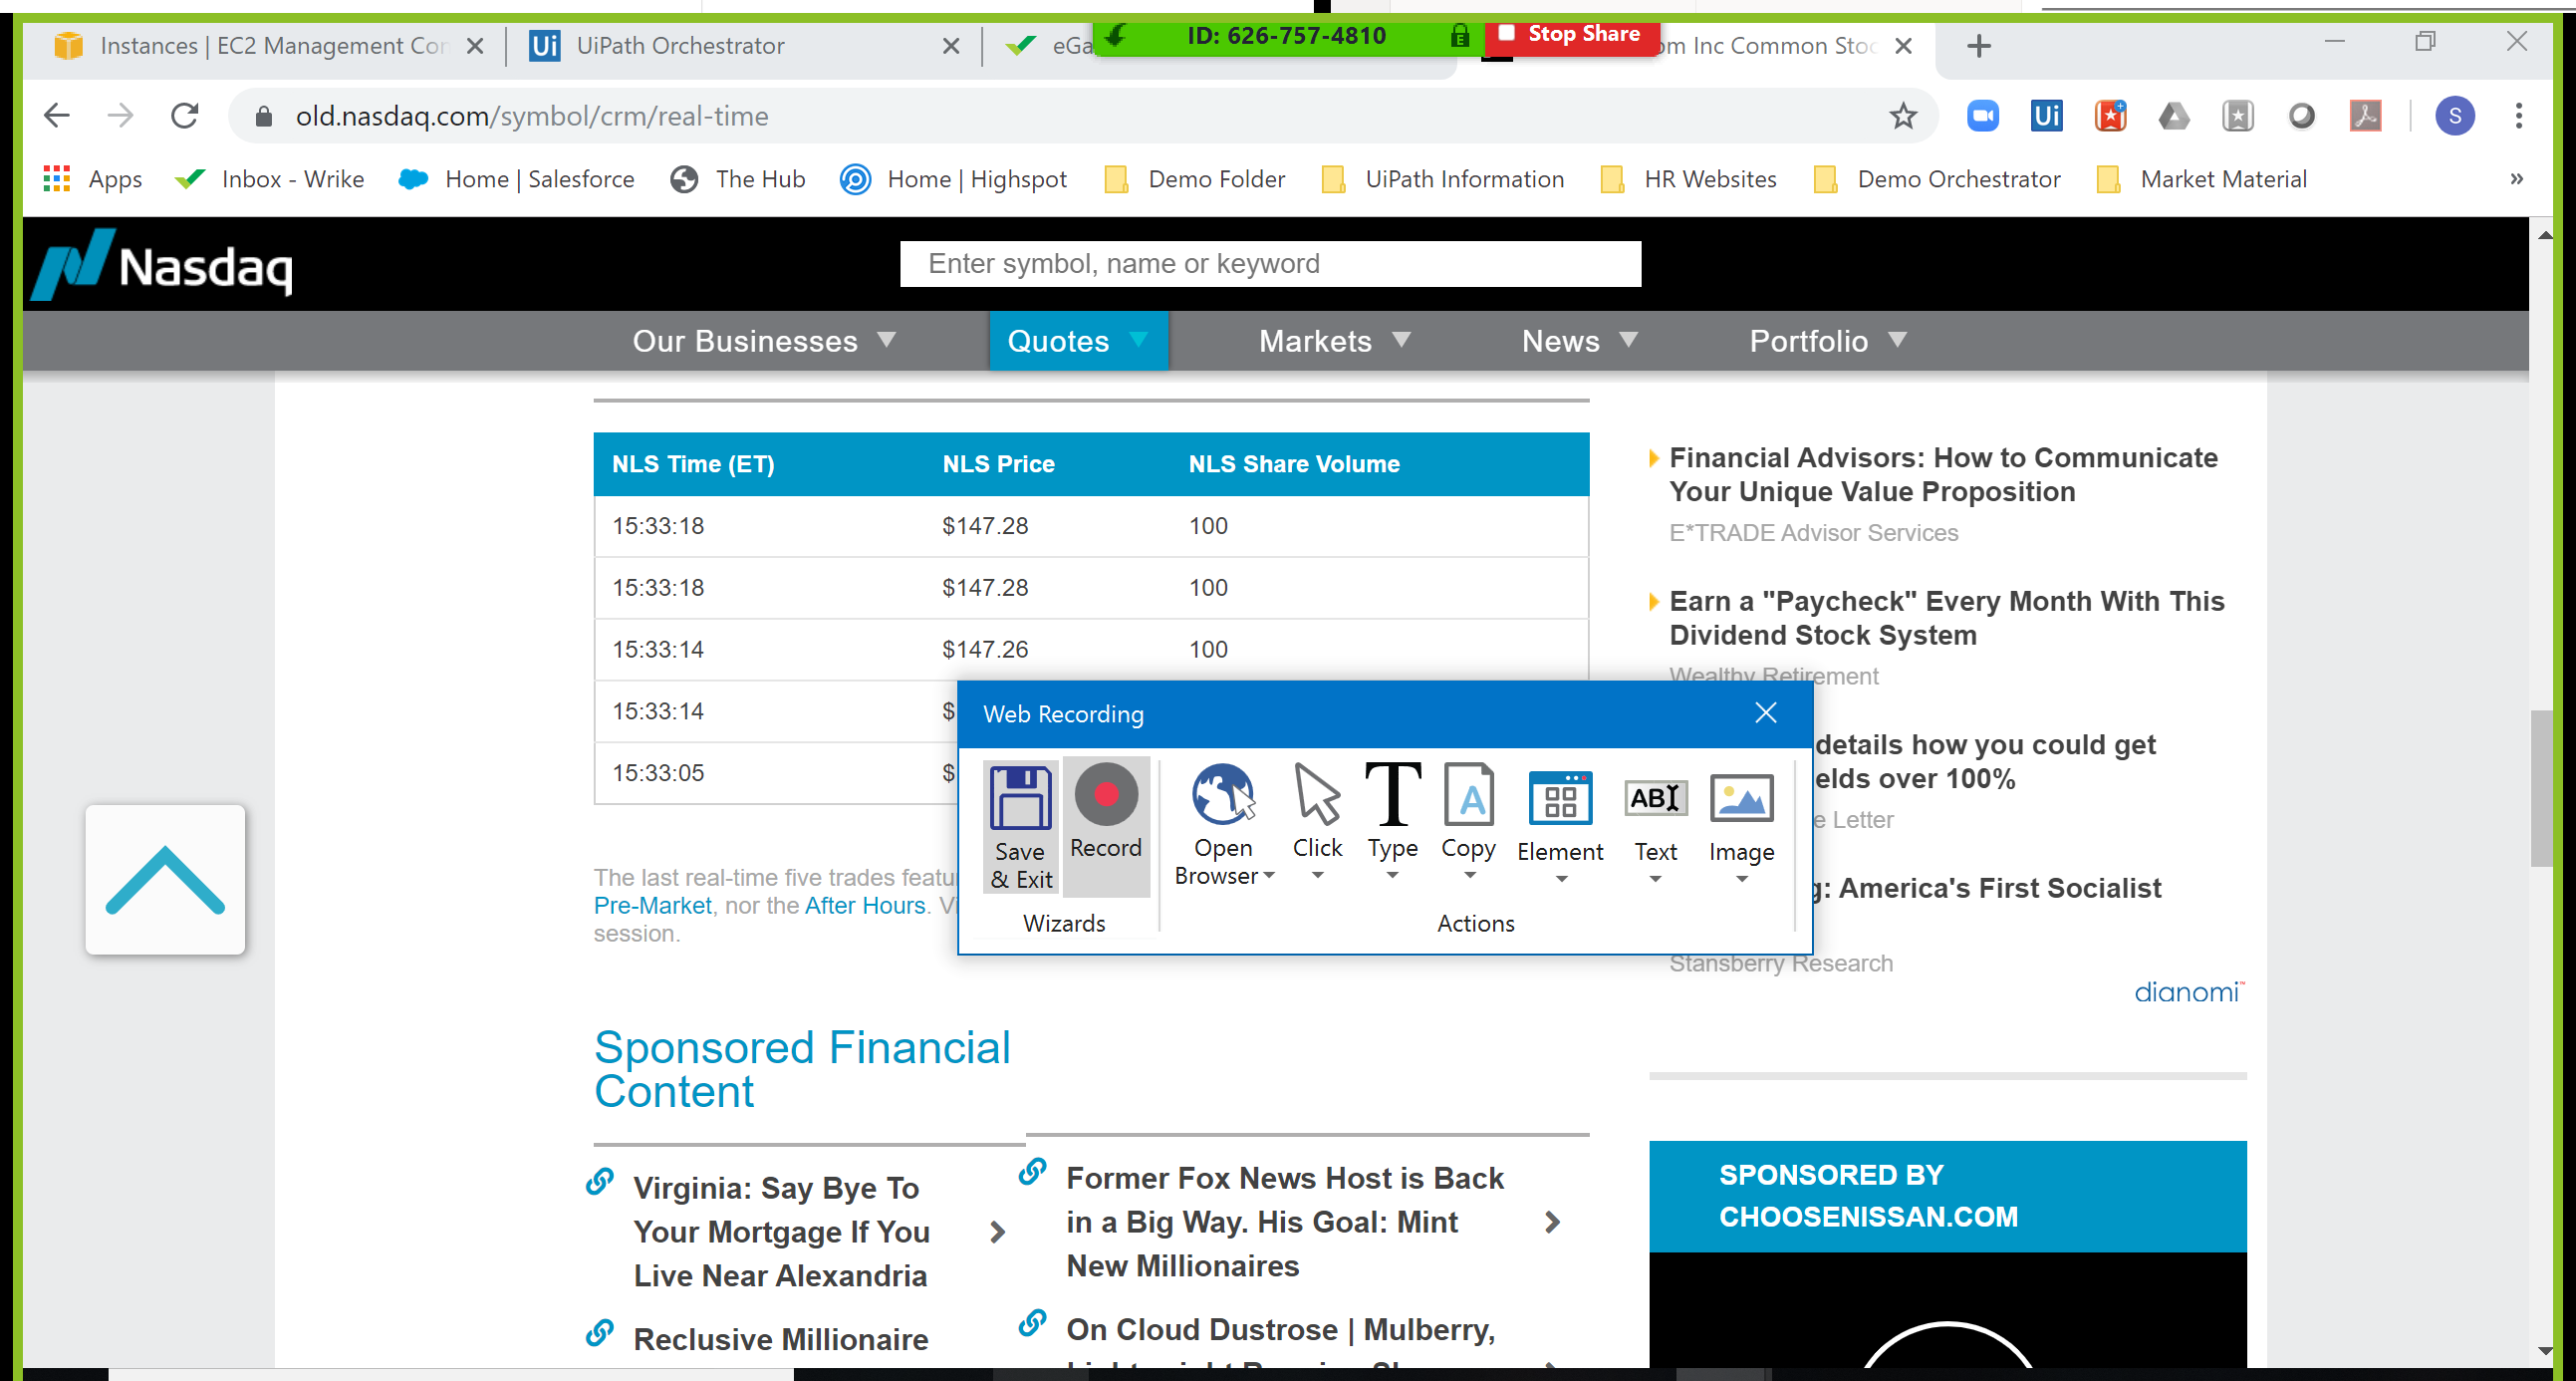 Instances | EC2 Management Con
UiPath Orchestrator
eGa
ID: 626-757-4810
Stop Share
om Inc Common Stoc
old.nasdaq.com/symbol/crm/real-time
S
Apps
Inbox - Wrike
Home | Salesforce
The Hub
Home | Highspot
Demo Folder
UiPath Information
HR Websites
Demo Orchestrator
Market Material
»
Nasdaq
Enter symbol, name or keyword
Our Businesses
Quotes
Markets
News
Portfolio
NLS Time (ET) NLS Price NLS Share Volume
15:33:18 $147.28 100
15:33:18 $147.28 100
15:33:14 $147.26 100
15:33:14 $
15:33:05 $
The last real-time five trades featu
Pre-Market, nor the After Hours. Vi
session.
Web Recording
Save
& Exit
Record
Wizards
Open
Browser
Click
Type
Copy
Element
Text
Image
Actions
Financial Advisors: How to Communicate
Your Unique Value Proposition
E*TRADE Advisor Services
Earn a "Paycheck" Every Month With This
Dividend Stock System
Wealthy Retirement
details how you could get
elds over 100%
e Letter
g: America's First Socialist
Stansberry Research
dianomi™
Sponsored Financial
Content
Virginia: Say Bye To
Your Mortgage If You
Live Near Alexandria
Reclusive Millionaire
Former Fox News Host is Back
in a Big Way. His Goal: Mint
New Millionaires
On Cloud Dustrose | Mulberry,
SPONSORED BY
CHOOSENISSAN.COM